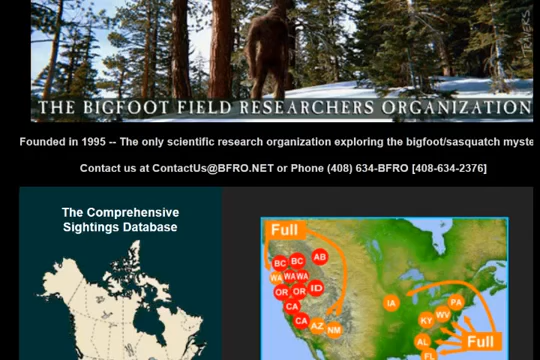 THE BIGFOOT FIELD RESEARCHERS ORGANIZATION
Founded in 1995 -- The only scientific research organization exploring the bigfoot/sasquatch myste
Contact us at ContactUs@BFRO.NET or Phone (408) 634-BFRO [408-634-2376]
The Comprehensive
Sightings Database
Full
BC BC AB
WA WA WA
OR OR ID
CA
CA AZ NM
IA PA
KY WV
AL Full